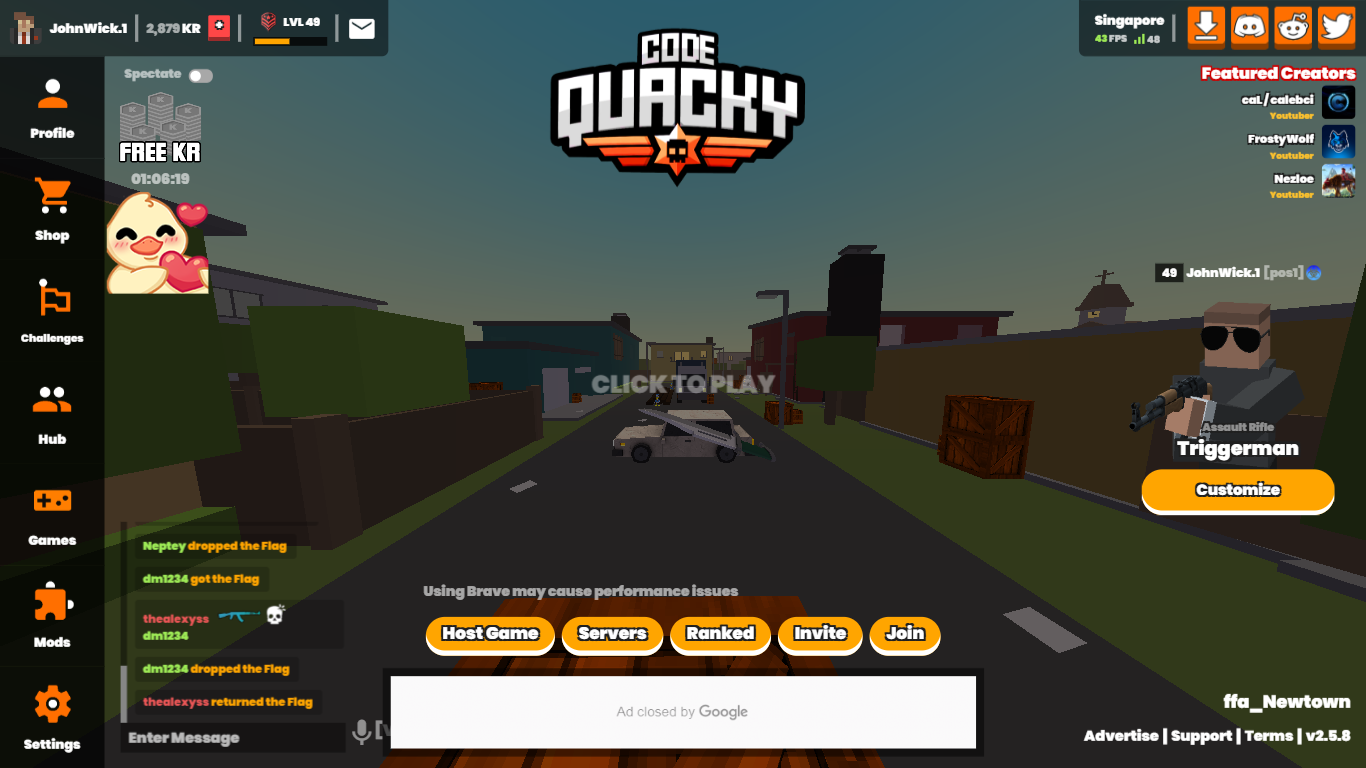 JohnWick.1
2,879 KR
LVL 49
Singapore
43 FPS
48
CODE
QUACKY
Profile
Shop
Challenges
Hub
Games
Mods
Settings
Spectate
FREE KR
01:06:19
Featured Creators
caL/calebci
Youtuber
FrostyWolf
Youtuber
Nezloe
Youtuber
49 JohnWick.1 [pos1]
CLICK TO PLAY
Assault Rifle
Triggerman
Customize
Neptey dropped the Flag
dm1234 got the Flag
thealexyss
dm1234
dm1234 dropped the Flag
thealexyss returned the Flag
Enter Message
Using Brave may cause performance issues
Host Game
Servers
Ranked
Invite
Join
Ad closed by Google
ffa_Newtown
Advertise | Support | Terms | v2.5.8